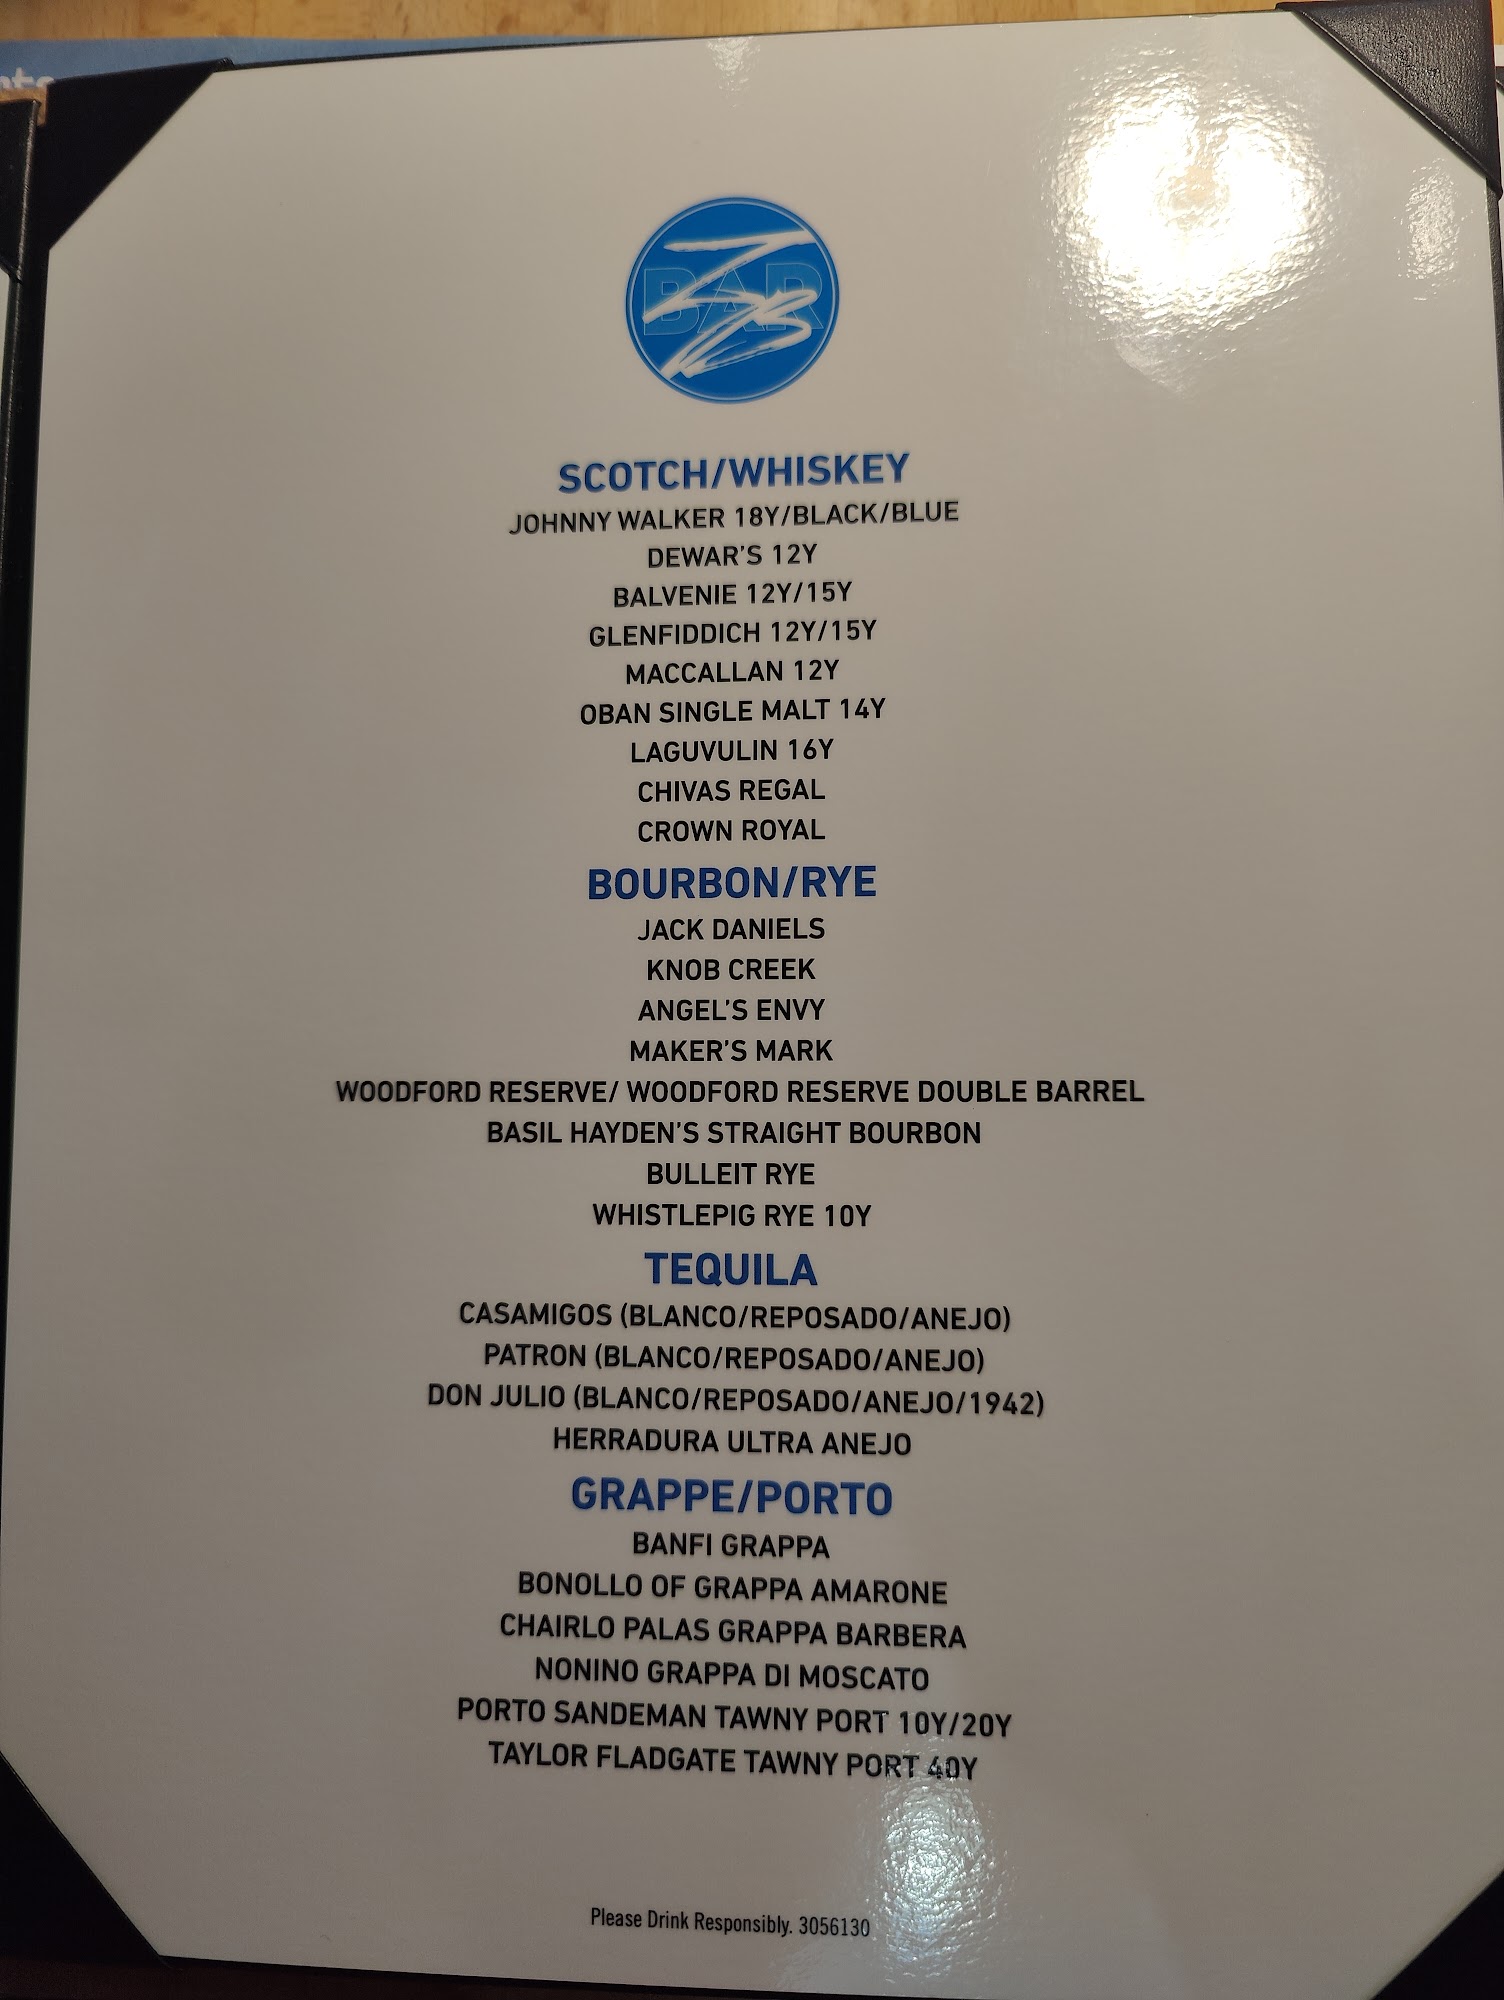 nts
BAR
SCOTCH/WHISKEY
JOHNNY WALKER 18Y/BLACK/BLUE
DEWAR'S 12Y
BALVENIE 12Y/15Y
GLENFIDDICH 12Y/15Y
MACCALLAN 12Y
OBAN SINGLE MALT 14Y
LAGUVULIN 16Y
CHIVAS REGAL
CROWN ROYAL
BOURBON/RYE
JACK DANIELS
KNOB CREEK
ANGEL'S ENVY
MAKER'S MARK
WOODFORD RESERVE/ WOODFORD RESERVE DOUBLE BARREL
BASIL HAYDEN'S STRAIGHT BOURBON
BULLEIT RYE
WHISTLEPIG RYE 10Y
TEQUILA
CASAMIGOS (BLANCO/REPOSADO/ANEJO)
PATRON (BLANCO/REPOSADO/ANEJO)
DON JULIO (BLANCO/REPOSADO/ANEJO/1942)
HERRADURA ULTRA ANEJO
GRAPPE/PORTO
BANFI GRAPPA
BONOLLO OF GRAPPA AMARONE
CHAIRLO PALAS GRAPPA BARBERA
NONINO GRAPPA DI MOSCATO
PORTO SANDEMAN TAWNY PORT 10Y/20Y
TAYLOR FLADGATE TAWNY PORT 40Y
Please Drink Responsibly. 3056130